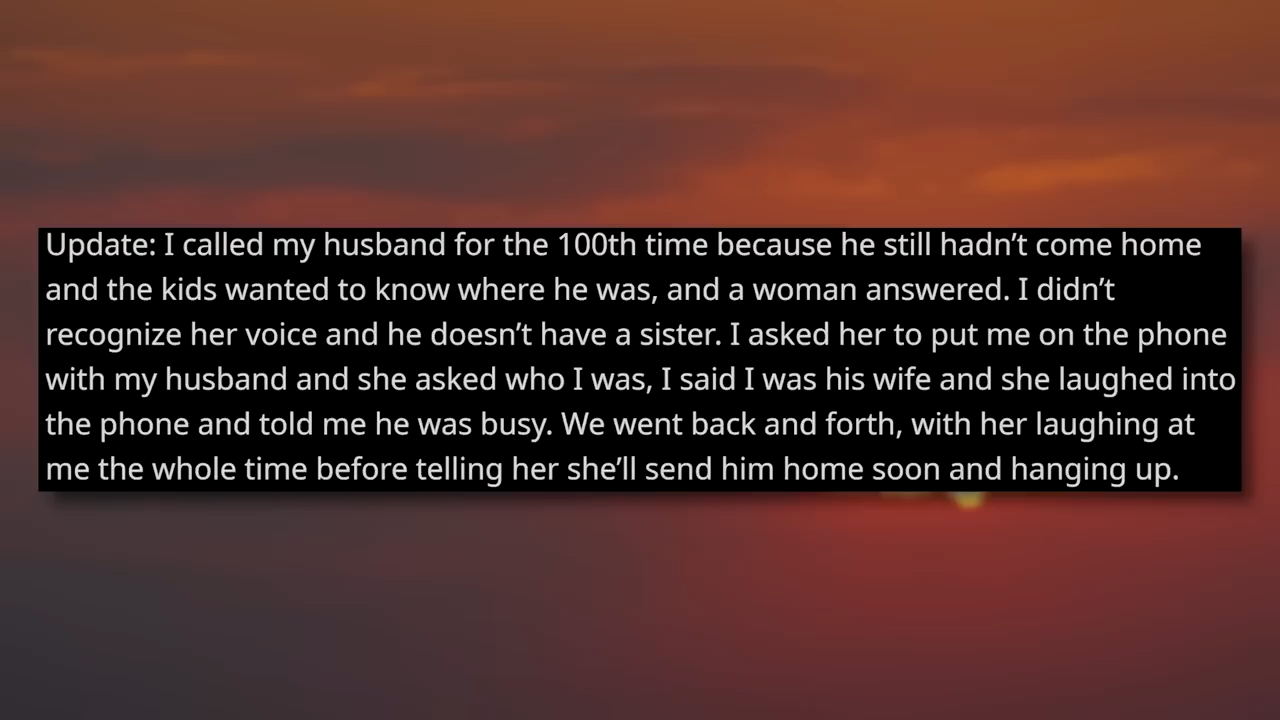 Update: I called my husband for the 100th time because he still hadn’t come home
and the kids wanted to know where he was, and a woman answered. I didn’t
recognize her voice and he doesn’t have a sister. I asked her to put me on the phone
with my husband and she asked who I was, I said I was his wife and she laughed into
the phone and told me he was busy. We went back and forth, with her laughing at
me the whole time before telling her she’ll send him home soon and hanging up.